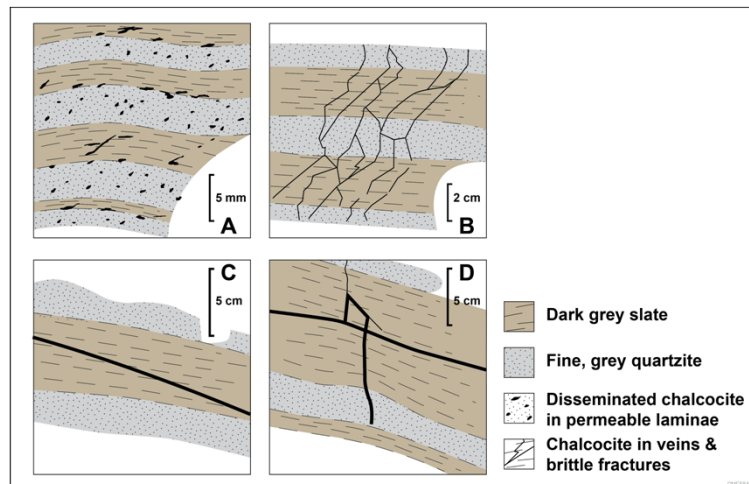 5 mm
A
2 cm
B
C
5 cm
D
5 cm
Dark grey slate
Fine, grey quartzite
Disseminated chalcocite
in permeable laminae
Chalcocite in veins &
brittle fractures